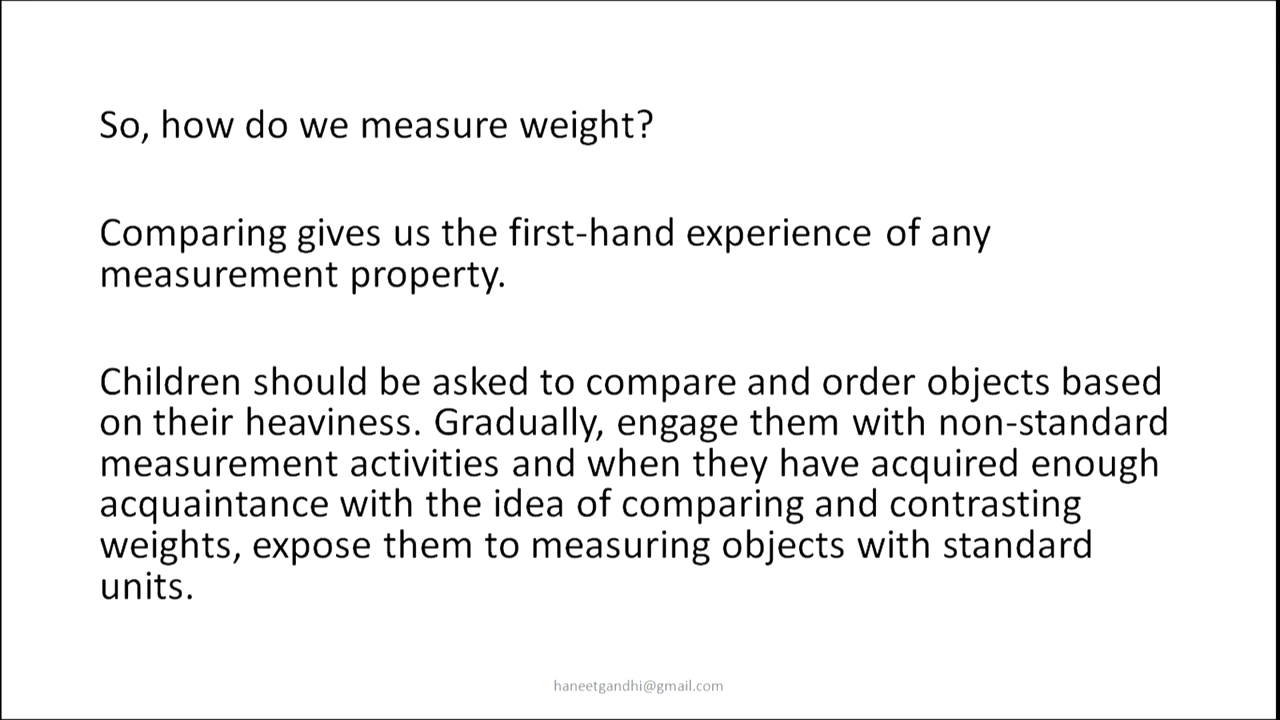 So, how do we measure weight?
Comparing gives us the first-hand experience of any
measurement property.
Children should be asked to compare and order objects based
on their heaviness. Gradually, engage them with non-standard
measurement activities and when they have acquired enough
acquaintance with the idea of comparing and contrasting
weights, expose them to measuring objects with standard
units.
haneetgandhi@gmail.com